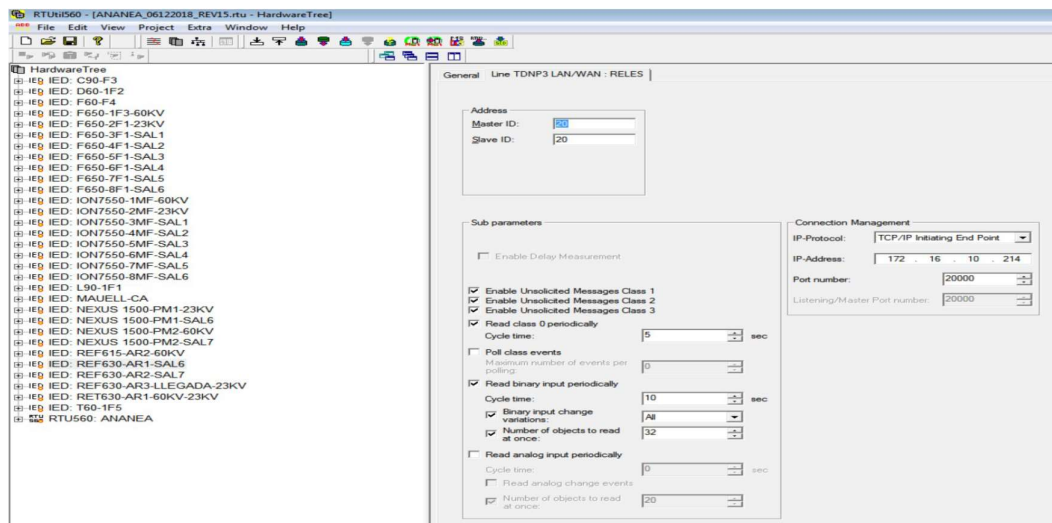 RTUtil560 - [ANANEA_06122018_REV15.rtu - HardwareTree]
File Edit View Project Extra Window Help
HardwareTree
IED: C90-F3
IED: D60-1F2
IED: F60-F4
IED: F650-1F3-60KV
IED: F650-2F1-23KV
IED: F650-3F1-SAL1
IED: F650-4F1-SAL2
IED: F650-5F1-SAL3
IED: F650-6F1-SAL4
IED: F650-7F1-SAL5
IED: F650-8F1-SAL6
IED: ION7550-1MF-60KV
IED: ION7550-2MF-23KV
IED: ION7550-3MF-SAL1
IED: ION7550-4MF-SAL2
IED: ION7550-5MF-SAL3
IED: ION7550-6MF-SAL4
IED: ION7550-7MF-SAL5
IED: ION7550-8MF-SAL6
IED: L90-1F1
IED: MAUELL-CA
IED: NEXUS 1500-PM1-23KV
IED: NEXUS 1500-PM1-SAL6
IED: NEXUS 1500-PM2-60KV
IED: NEXUS 1500-PM2-SAL7
IED: REF615-AR2-60KV
IED: REF630-AR1-SAL6
IED: REF630-AR2-SAL7
IED: REF630-AR3-LLEGADA-23KV
IED: RET630-AR1-60KV-23KV
IED: T60-1F5
RTU560: ANANEA
General Line TDNP3 LAN/WAN : RELES
Address
Master ID: 20
Slave ID: 20
Sub parameters
Enable Delay Measurement
Enable Unsolicited Messages Class 1
Enable Unsolicited Messages Class 2
Enable Unsolicited Messages Class 3
Read class 0 periodically
Cycle time: 5 sec
Poll class events
Maximum number of events per
polling: 0
Read binary input periodically
Cycle time: 10 sec
Binary input change
variations: All
Number of objects to read
at once: 32
Read analog input periodically
Cycle time: 0 sec
Read analog change events
Number of objects to read
at once: 20
Connection Management
IP-Protocol: TCP/IP Initiating End Point
IP-Address: 172 . 16 . 10 . 214
Port number: 20000
Listening/Master Port number: 20000